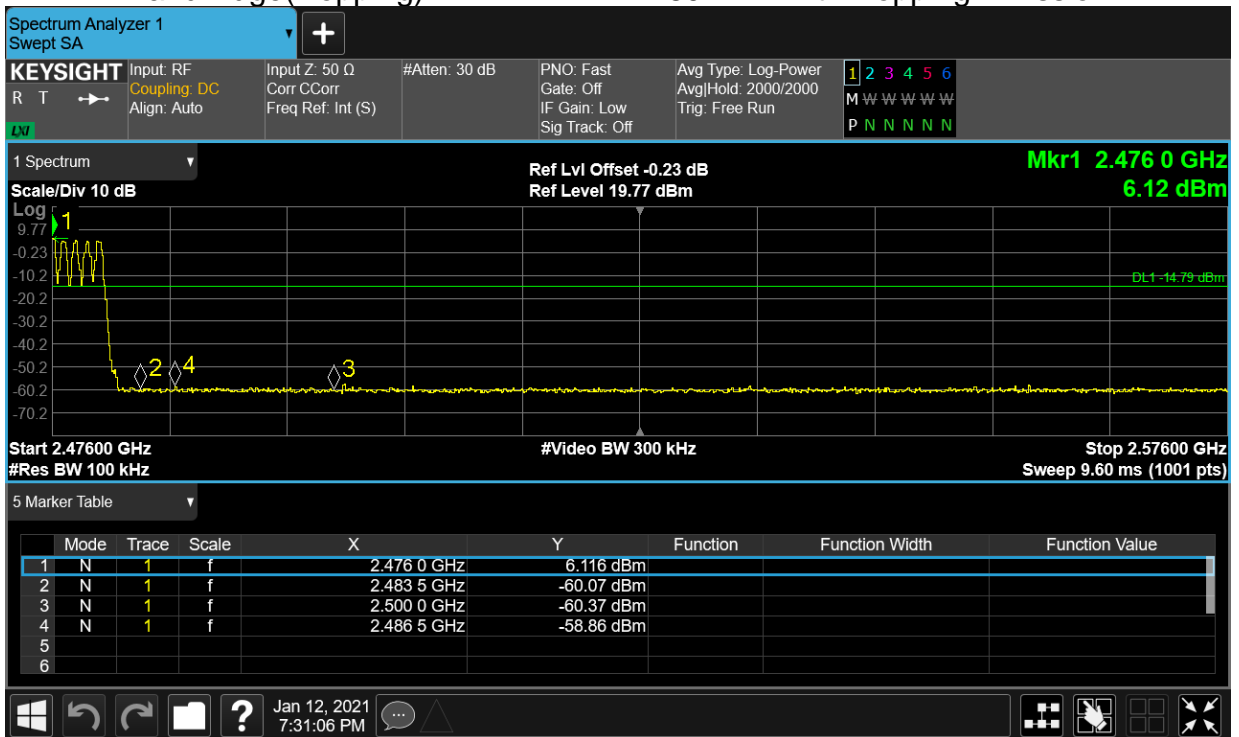 Spectrum Analyzer 1
Swept SA
+
KEYSIGHT
R T
LXI
Input: RF
Coupling: DC
Align: Auto
Input Z: 50 Ω
Corr CCorr
Freq Ref: Int (S)
#Atten: 30 dB
PNO: Fast
Gate: Off
IF Gain: Low
Sig Track: Off
Avg Type: Log-Power
Avg|Hold: 2000/2000
Trig: Free Run
1 2 3 4 5 6
M W W W W W
P N N N N N
1 Spectrum
Scale/Div 10 dB
Ref Lvl Offset -0.23 dB
Ref Level 19.77 dBm
Mkr1 2.476 0 GHz
6.12 dBm
Log
1
9.77
-0.23
-10.2
DL1 -14.79 dBm
-20.2
-30.2
-40.2
-50.2
2 4 3
-60.2
-70.2
Start 2.47600 GHz
#Video BW 300 kHz
Stop 2.57600 GHz
#Res BW 100 kHz
Sweep 9.60 ms (1001 pts)
5 Marker Table
Mode Trace Scale X Y Function Function Width Function Value
1 N 1 f 2.476 0 GHz 6.116 dBm
2 N 1 f 2.483 5 GHz -60.07 dBm
3 N 1 f 2.500 0 GHz -60.37 dBm
4 N 1 f 2.486 5 GHz -58.86 dBm
5
6
?
Jan 12, 2021
7:31:06 PM